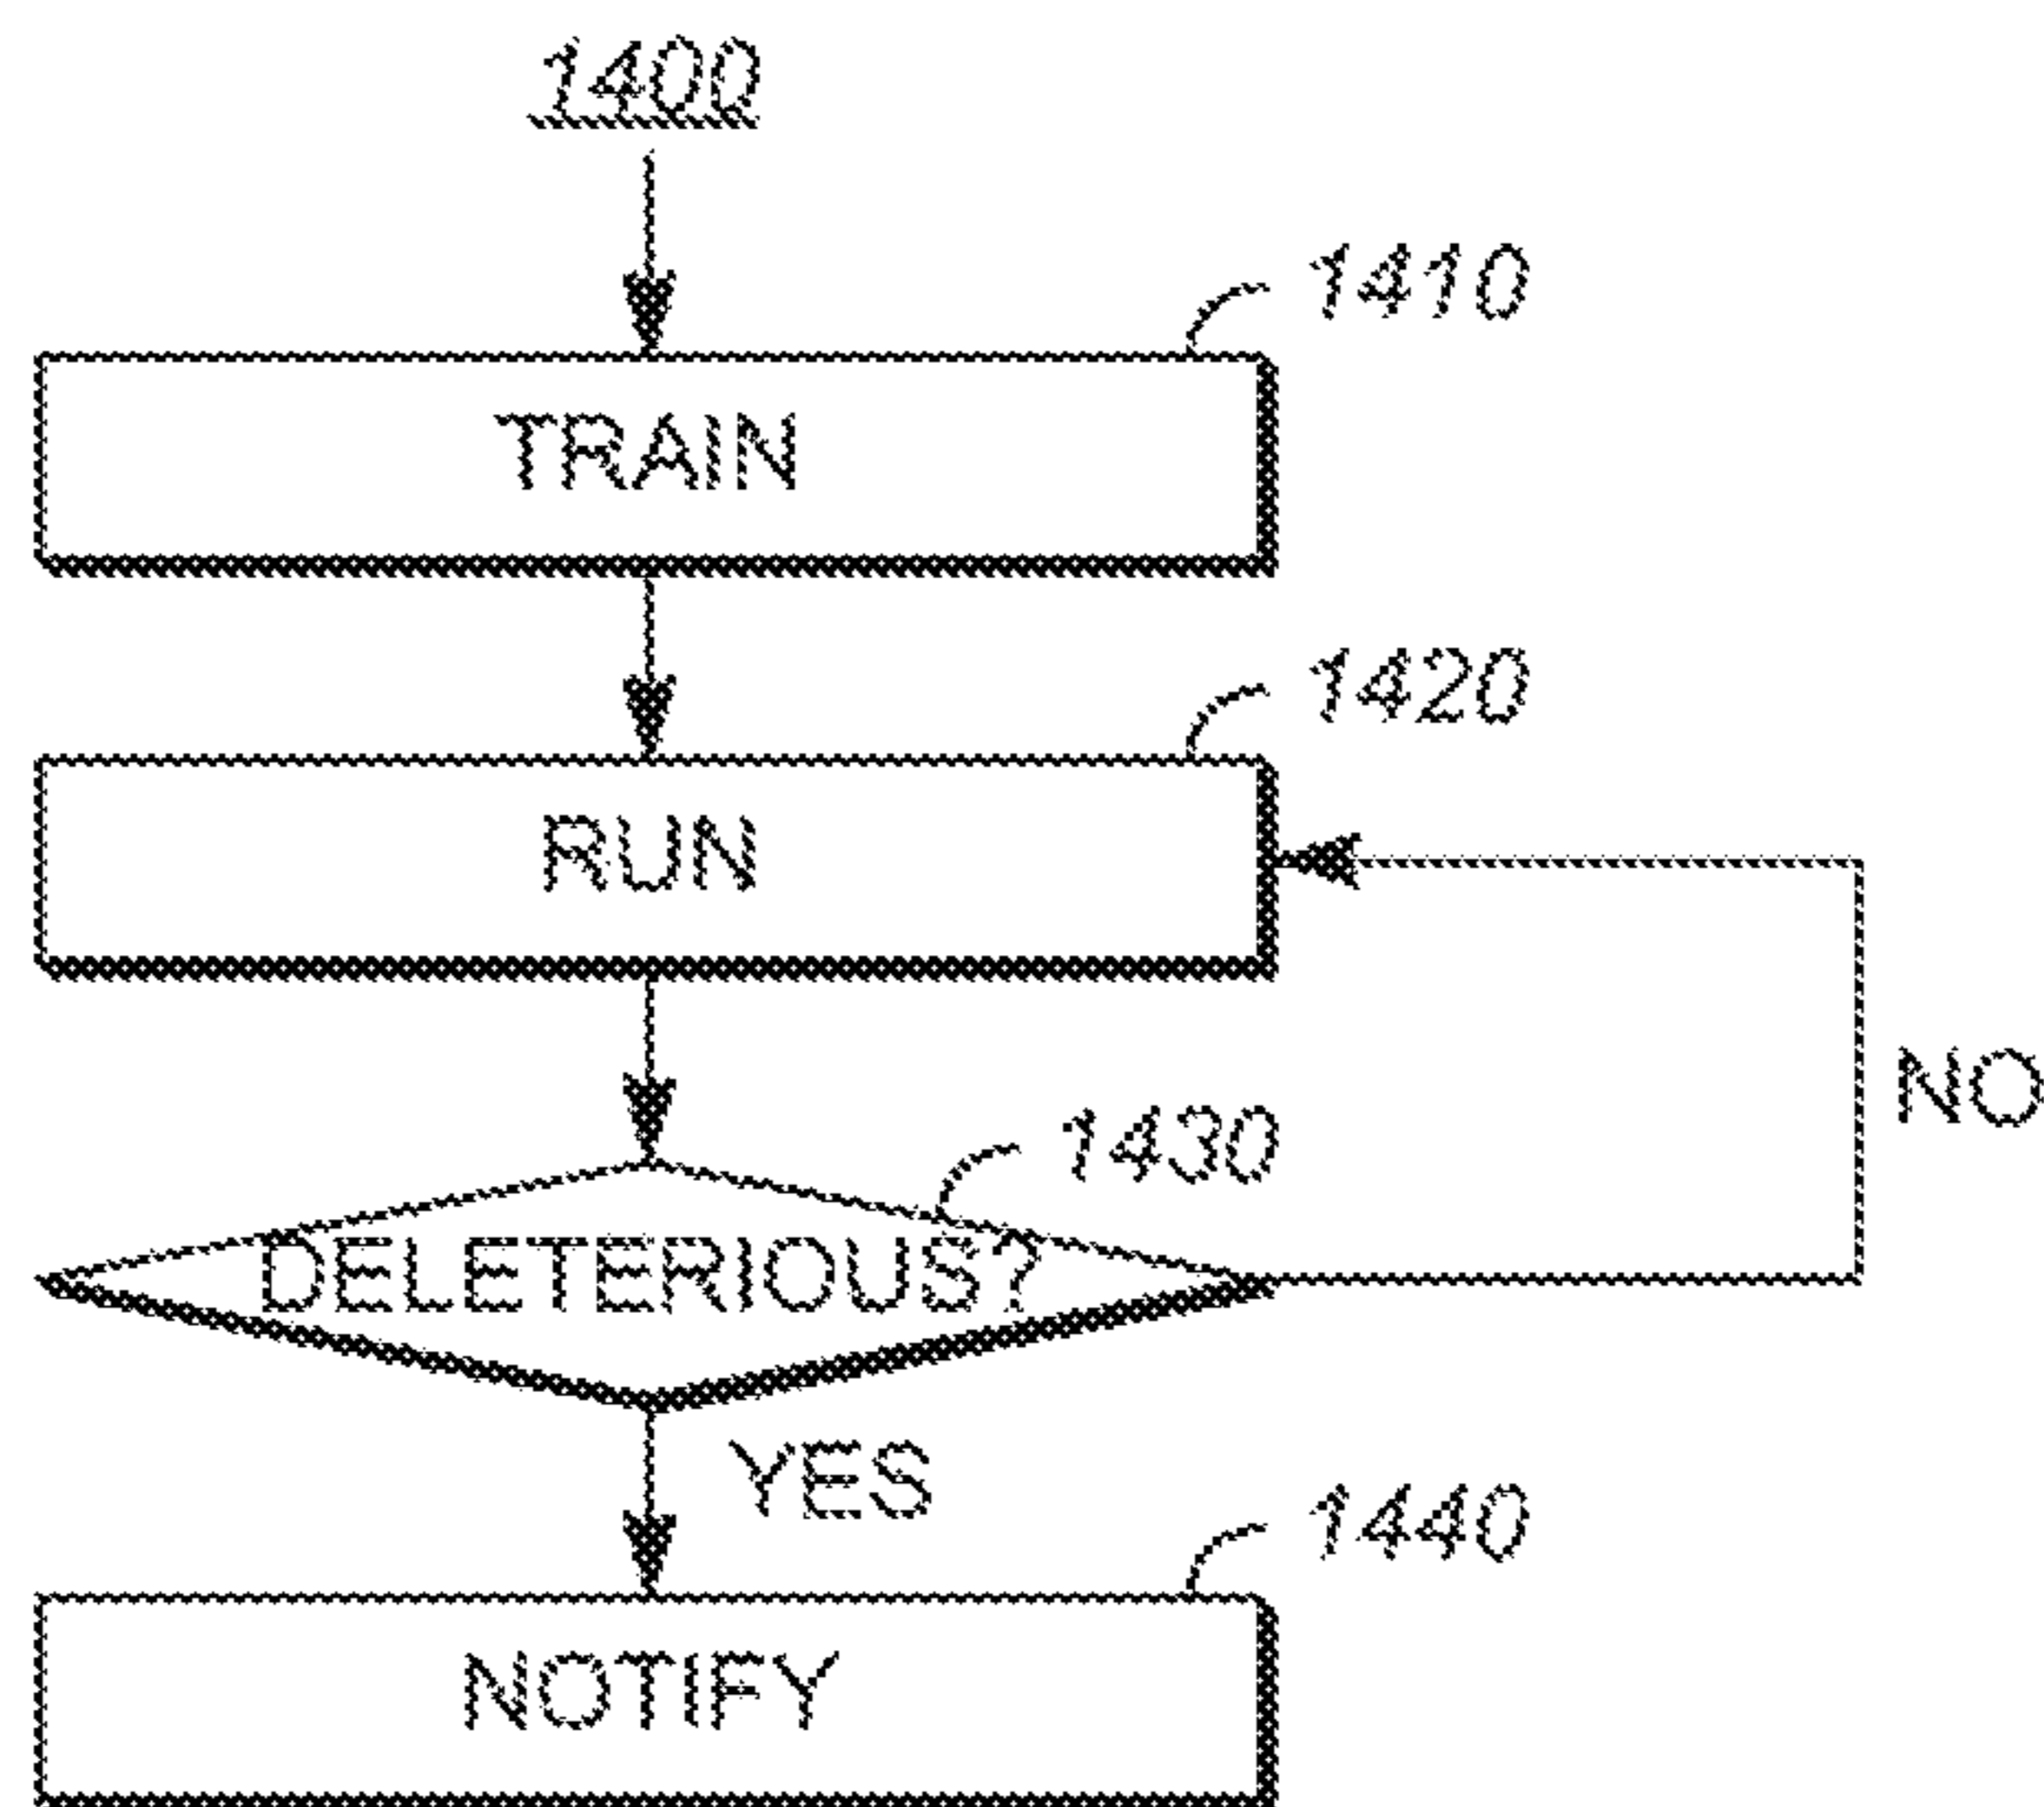 1400
1410
TRAIN
1420
RUN
NO
1430
DELETERIOUS?
YES
1440
NOTIFY